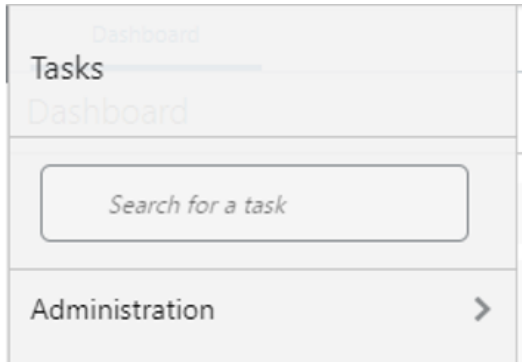 Dashboard
Tasks
Dashboard
Search for a task
Administration